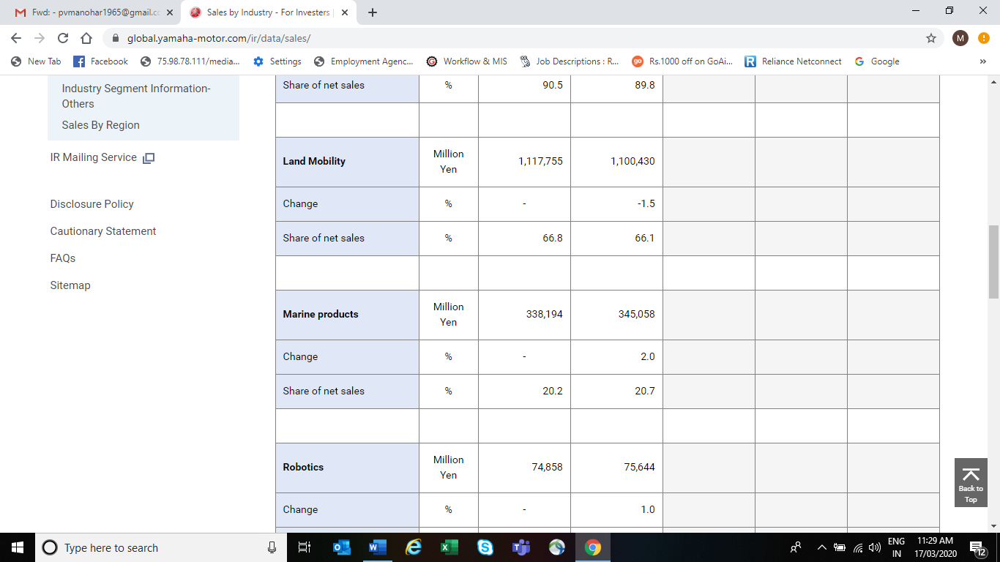 Fwd: - pvmanohar1965@gmail.c
Sales by Industry - For Investers |
global.yamaha-motor.com/ir/data/sales/
M
New Tab
Facebook
75.98.78.111/media...
Settings
Employment Agenc...
Workflow & MIS
Job Descriptions : R...
Rs.1000 off on GoAi...
Reliance Netconnect
Google
»
Industry Segment Information-
Others
Sales By Region
IR Mailing Service
Disclosure Policy
Cautionary Statement
FAQs
Sitemap
Share of net sales % 90.5 89.8
Land Mobility Million Yen 1,117,755 1,100,430
Change % - -1.5
Share of net sales % 66.8 66.1
Marine products Million Yen 338,194 345,058
Change % - 2.0
Share of net sales % 20.2 20.7
Robotics Million Yen 74,858 75,644
Change % - 1.0
Back to
Top
Type here to search
ENG
IN
11:29 AM
17/03/2020
12